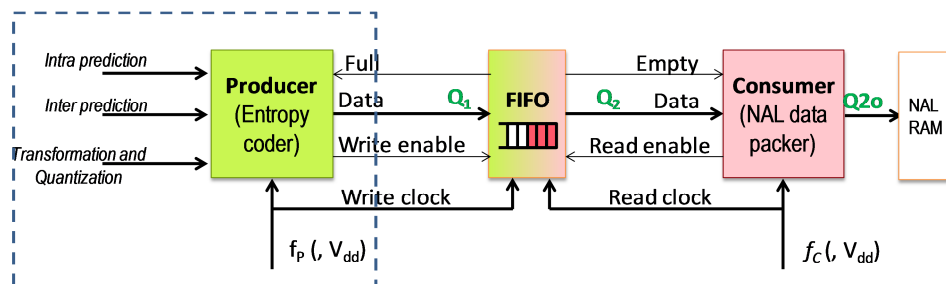 Intra prediction
Inter prediction
Transformation and
Quantization
Producer
(Entropy
coder)
Full
Data
Q1
Write enable
Write clock
fP (, Vdd)
FIFO
Empty
Q2
Data
Read enable
Read clock
Consumer
(NAL data
packer)
fC (, Vdd)
Q2o
NAL
RAM